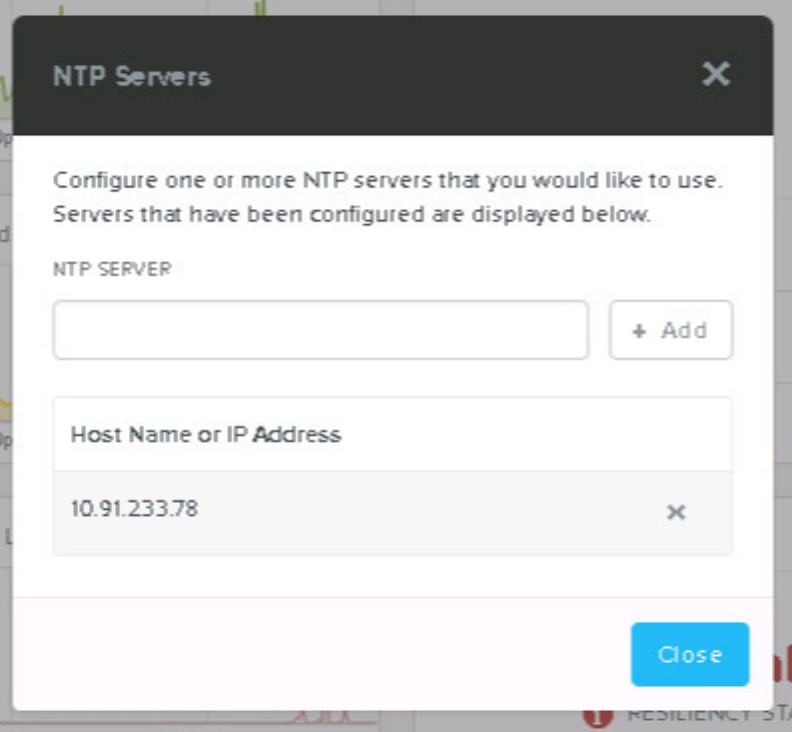 NTP Servers
Configure one or more NTP servers that you would like to use.
Servers that have been configured are displayed below.
NTP SERVER
+ Add
Host Name or IP Address
10.91.233.78
Close
RESILIENCY